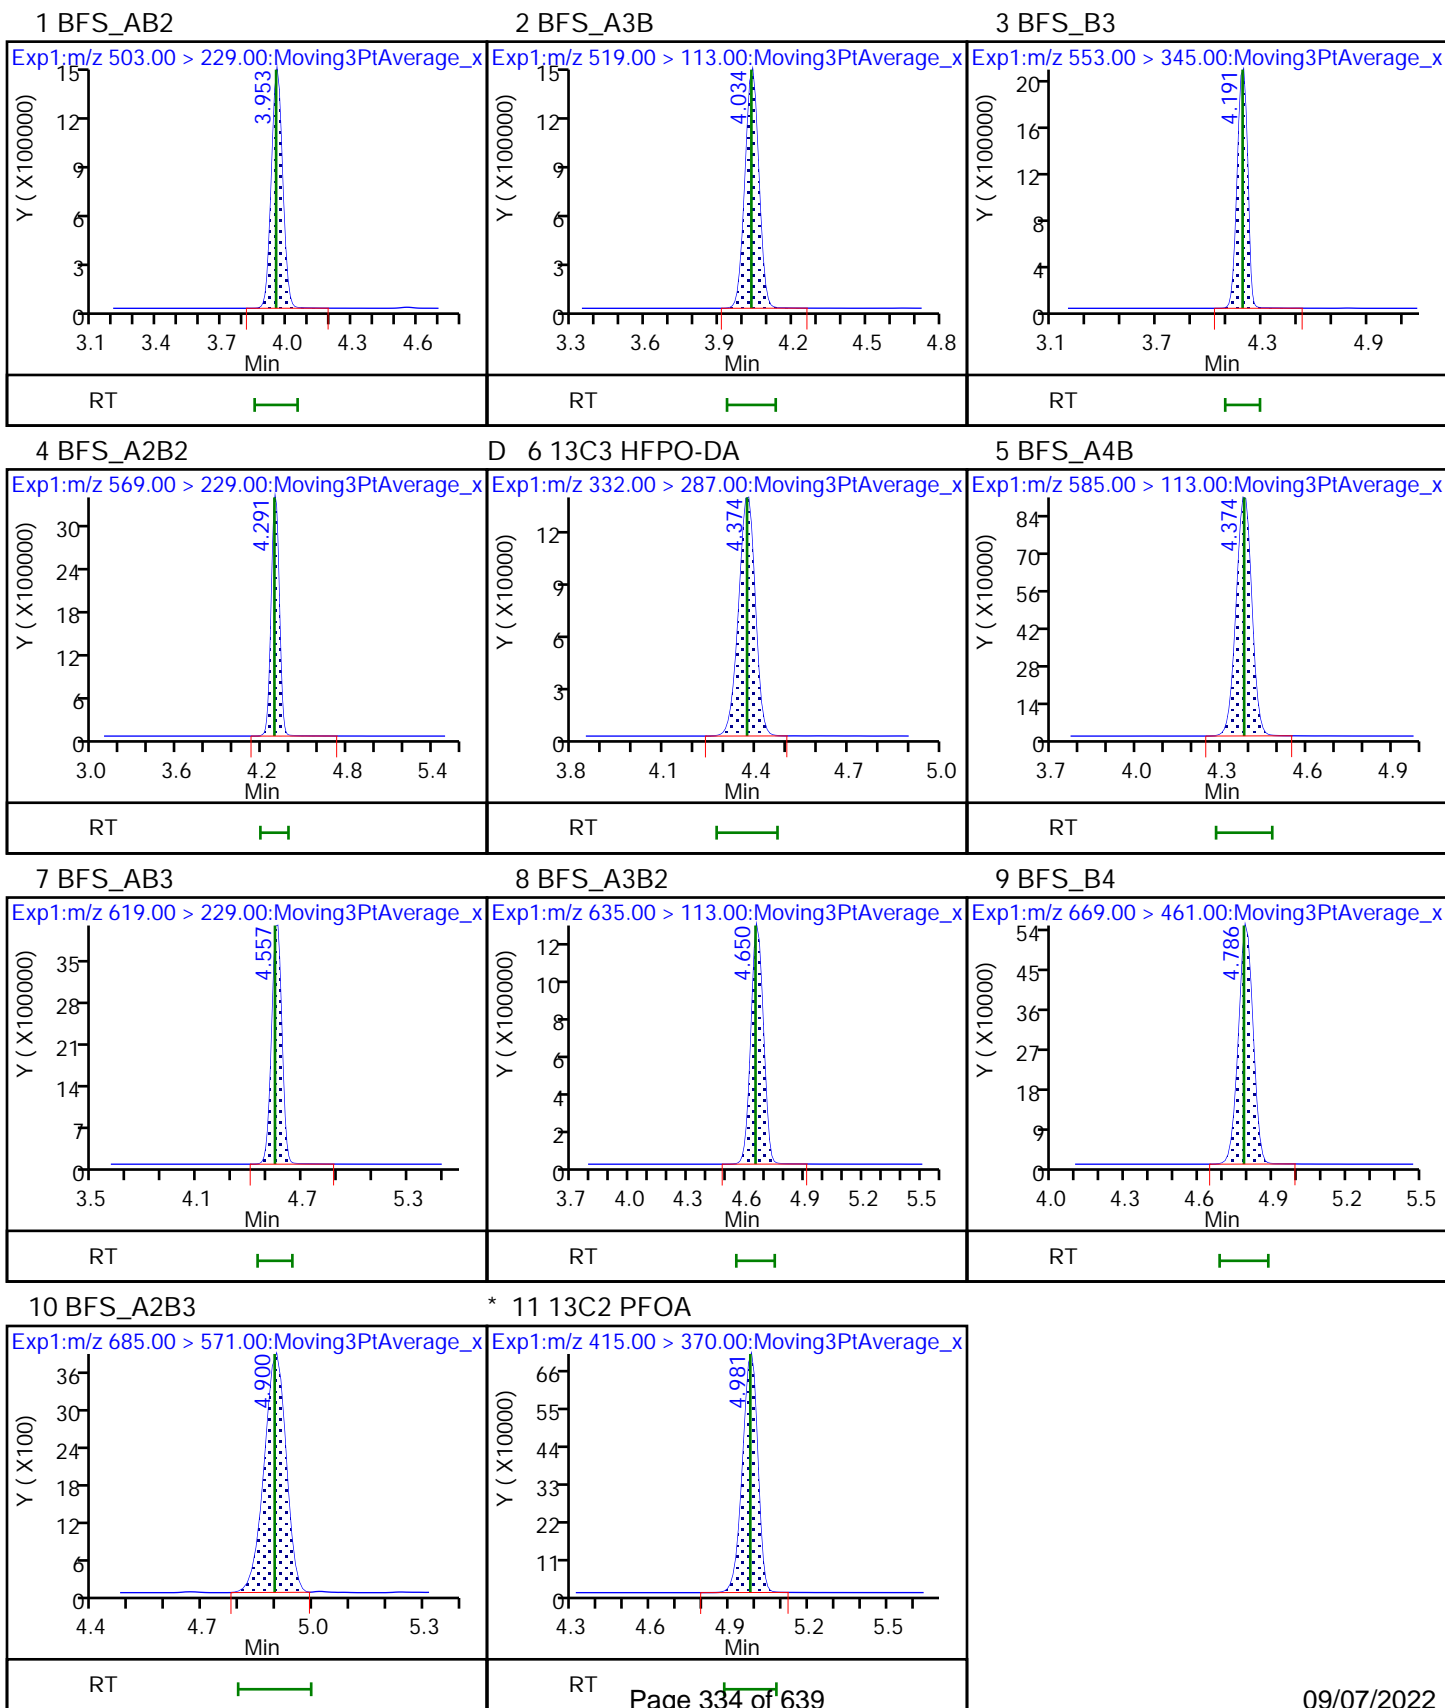 1 BFS_AB2 2 BFS_A3B 3 BFS_B3
Exp1:m/z 503.00 > 229.00:Moving3PtAverage_x Exp1:m/z 519.00 > 113.00:Moving3PtAverage_x Exp1:m/z 553.00 > 345.00:Moving3PtAverage_x
3.953 4.034 4.191
Y ( X100000) Y ( X100000) Y ( X100000)
15 15 20
12 12 16
9 9 12
6 6 8
3 3 4
0 0 0
3.1 3.4 3.7 4.0 4.3 4.6 3.3 3.6 3.9 4.2 4.5 4.8 3.1 3.7 4.3 4.9
Min Min Min
RT RT RT
4 BFS_A2B2 D 6 13C3 HFPO-DA 5 BFS_A4B
Exp1:m/z 569.00 > 229.00:Moving3PtAverage_x Exp1:m/z 332.00 > 287.00:Moving3PtAverage_x Exp1:m/z 585.00 > 113.00:Moving3PtAverage_x
4.291 4.374 4.374
Y ( X100000) Y ( X100000) Y ( X10000)
30 12 84
24 9 70
18 6 56
12 3 42
6 0 28
0 14
0
3.0 3.6 4.2 4.8 5.4 3.8 4.1 4.4 4.7 5.0 3.7 4.0 4.3 4.6 4.9
Min Min Min
RT RT RT
7 BFS_AB3 8 BFS_A3B2 9 BFS_B4
Exp1:m/z 619.00 > 229.00:Moving3PtAverage_x Exp1:m/z 635.00 > 113.00:Moving3PtAverage_x Exp1:m/z 669.00 > 461.00:Moving3PtAverage_x
4.557 4.650 4.786
Y ( X100000) Y ( X100000) Y ( X10000)
35 12 54
28 10 45
21 8 36
14 6 27
7 4 18
0 2 9
0 0
3.5 4.1 4.7 5.3 3.7 4.0 4.3 4.6 4.9 5.2 5.5 4.0 4.3 4.6 4.9 5.2 5.5
Min Min Min
RT RT RT
10 BFS_A2B3 * 11 13C2 PFOA
Exp1:m/z 685.00 > 571.00:Moving3PtAverage_x Exp1:m/z 415.00 > 370.00:Moving3PtAverage_x
4.900 4.981
Y ( X100) Y ( X10000)
36 66
30 55
24 44
18 33
12 22
6 11
0 0
4.4 4.7 5.0 5.3 4.3 4.6 4.9 5.2 5.5
Min Min
RT RT
Page 334 of 639 09/07/2022